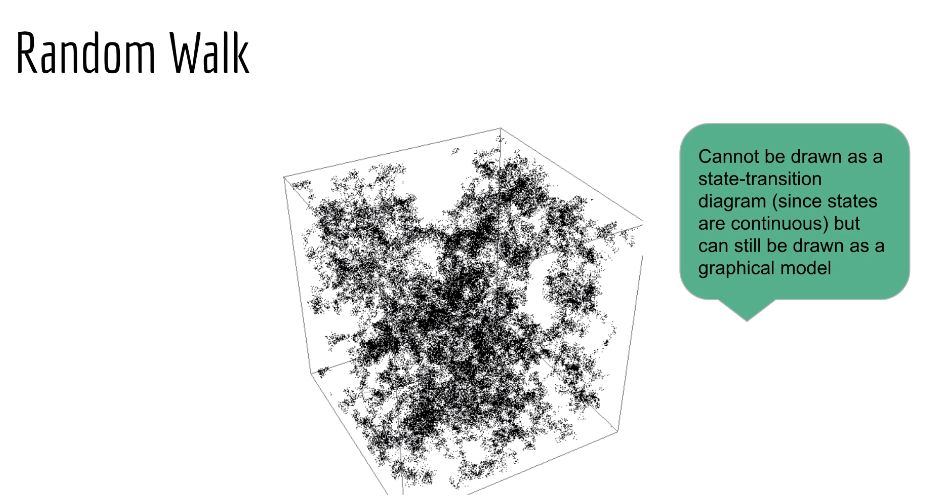 Random Walk
Cannot be drawn as a
state-transition
diagram (since states
are continuous) but
can still be drawn as a
graphical model